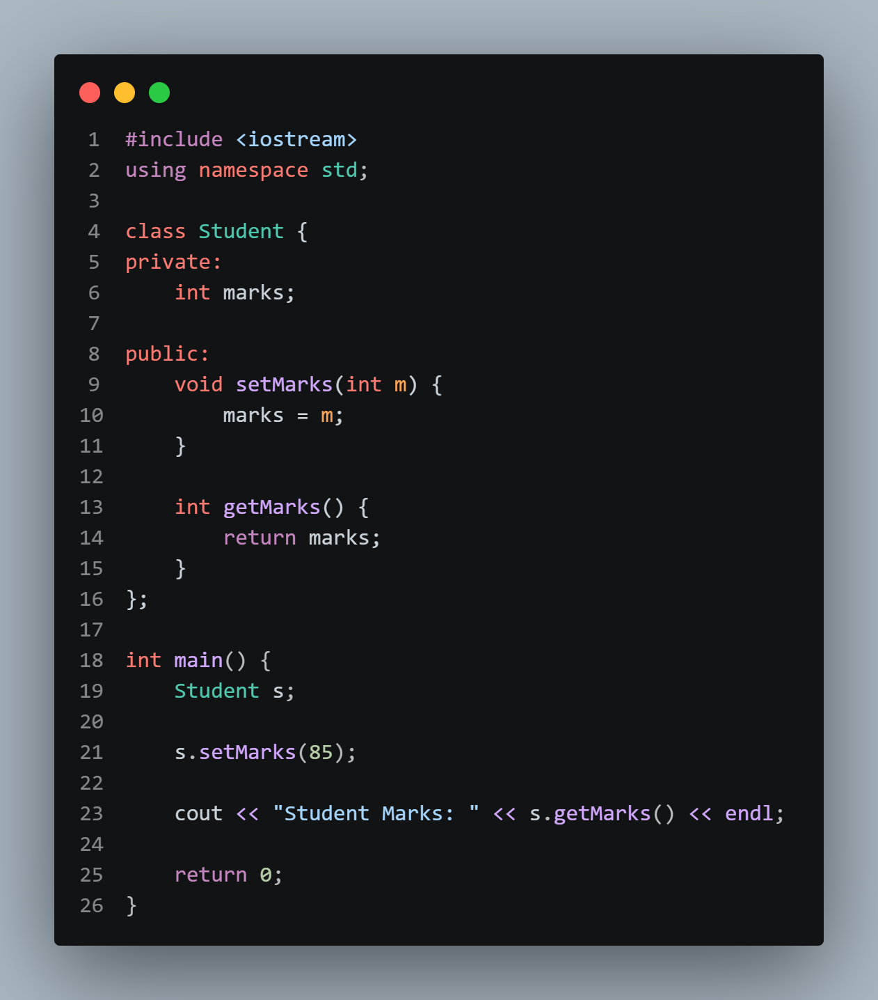 1 #include <iostream>
2 using namespace std;
3
4 class Student {
5 private:
6     int marks;
7
8 public:
9     void setMarks(int m) {
10         marks = m;
11     }
12
13     int getMarks() {
14         return marks;
15     }
16 };
17
18 int main() {
19     Student s;
20
21     s.setMarks(85);
22
23     cout << "Student Marks: " << s.getMarks() << endl;
24
25     return 0;
26 }